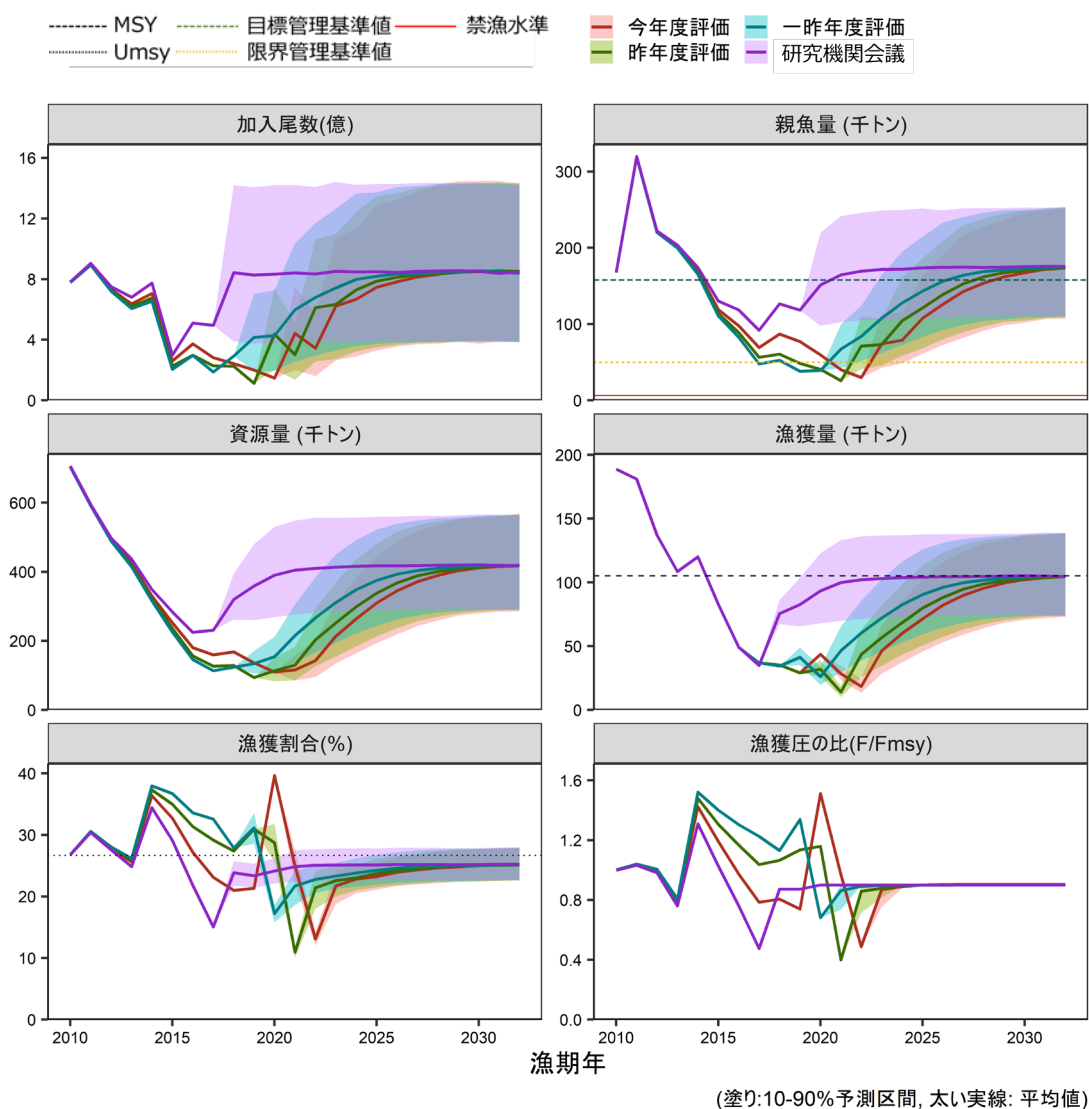 MSY 目標管理基準値 禁漁水準 今年度評価 一昨年度評価
Umsy 限界管理基準値 昨年度評価 研究機関会議
加入尾数(億)
16
12
8
4
0
親魚量 (千トン)
300
200
100
0
資源量 (千トン)
600
400
200
0
漁獲量 (千トン)
200
150
100
50
0
漁獲割合(%)
40
30
20
10
0
2010 2015 2020 2025 2030
漁獲圧の比(F/Fmsy)
1.6
1.2
0.8
0.4
0.0
2010 2015 2020 2025 2030
漁期年
(塗り:10-90%予測区間, 太い実線: 平均値)